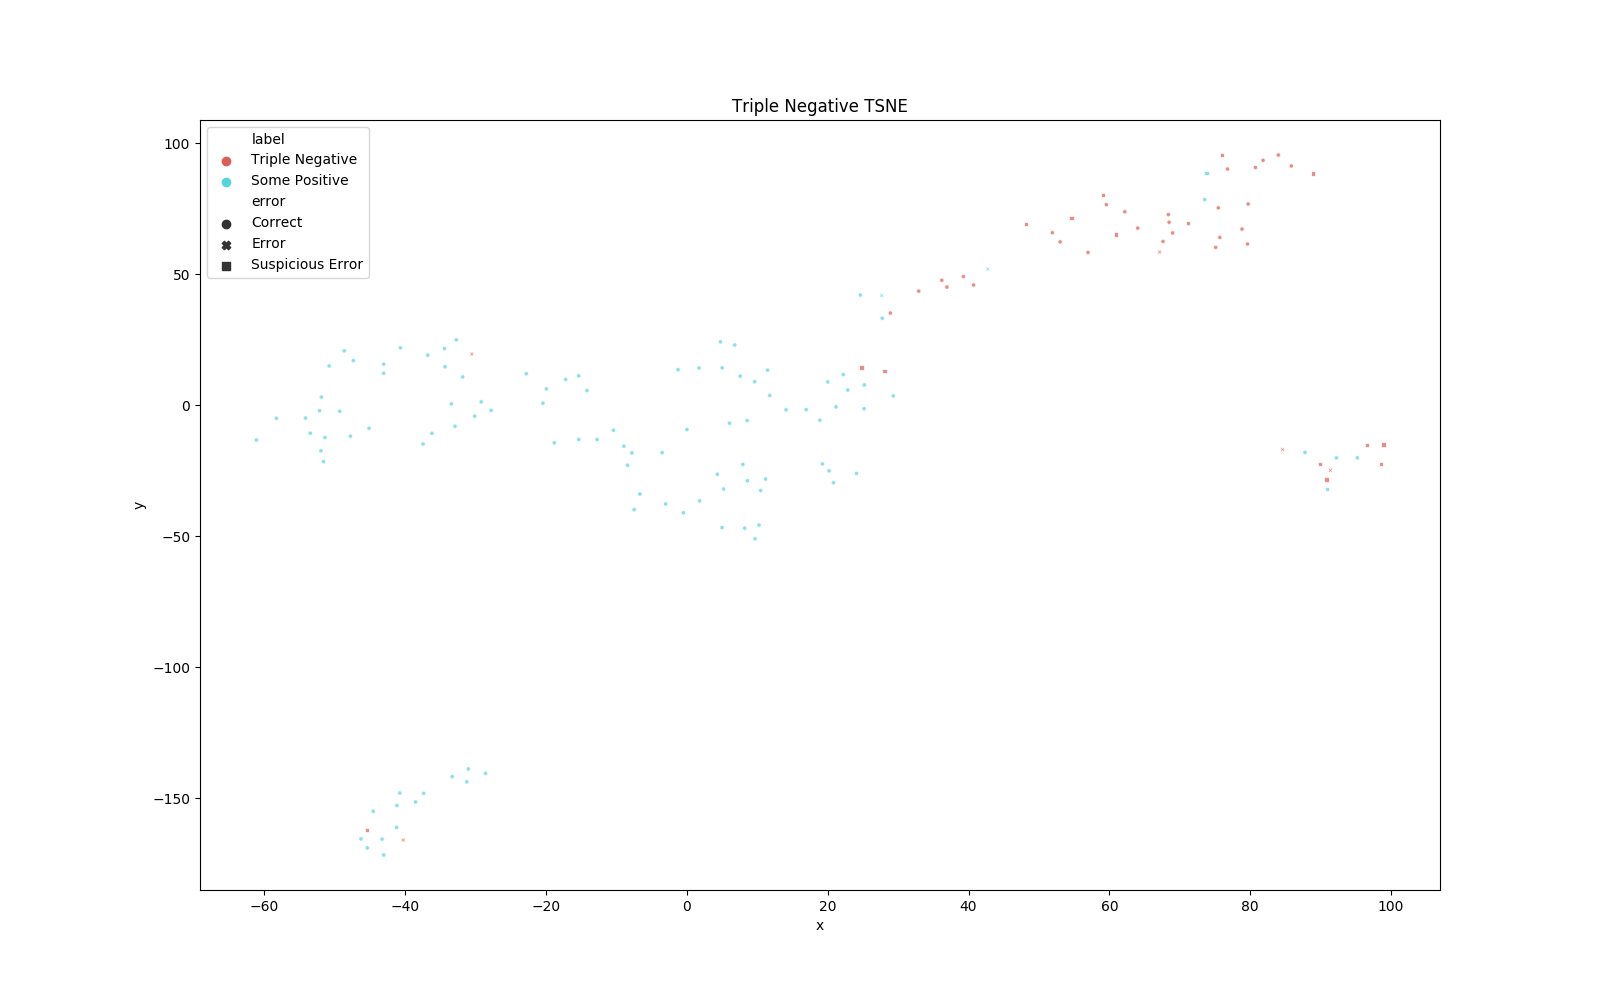 Triple Negative TSNE
label
Triple Negative
Some Positive
error
Correct
Error
Suspicious Error
100
50
0
−50
−100
−150
y
−60 −40 −20 0 20 40 60 80 100
x